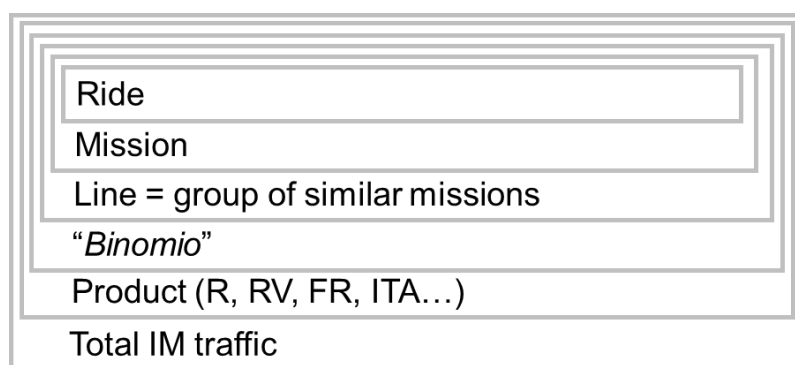 Ride
Mission
Line = group of similar missions
“Binomio”
Product (R, RV, FR, ITA…)
Total IM traffic